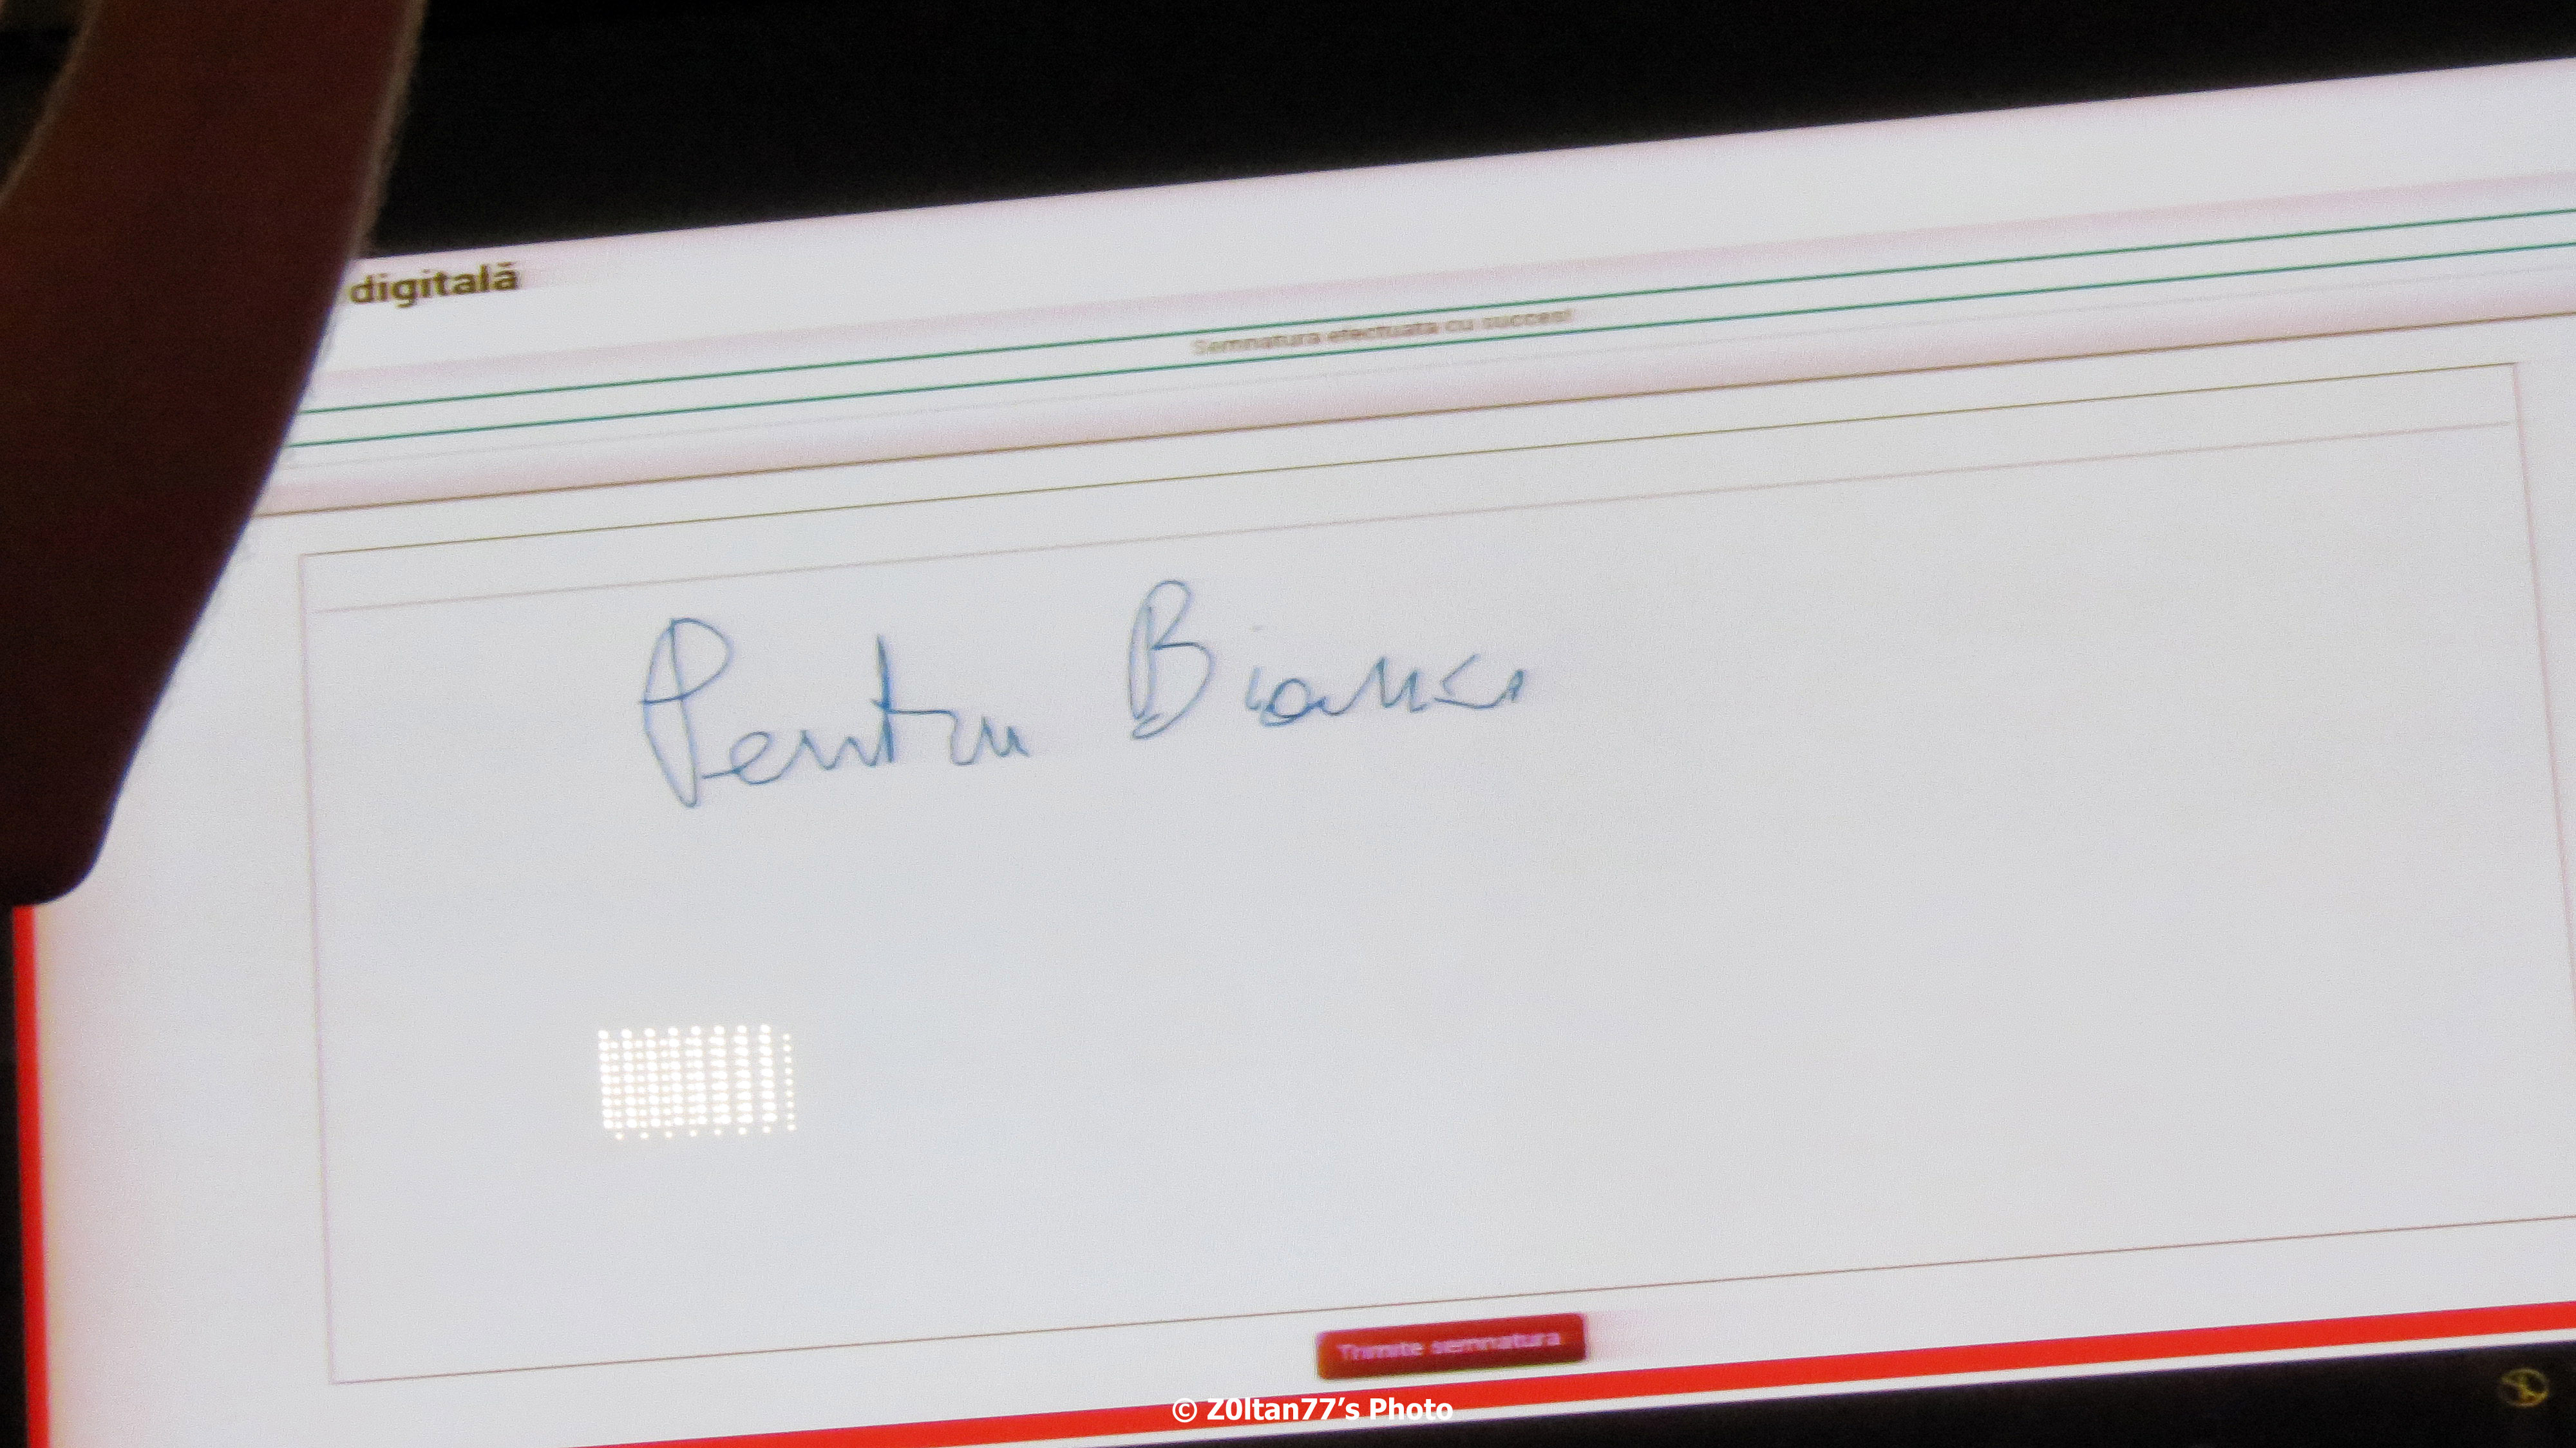 digitală
Semnatura efectuata cu succes!
Pentru Bianca
Trimite semnatura
© Z0ltan77’s Photo